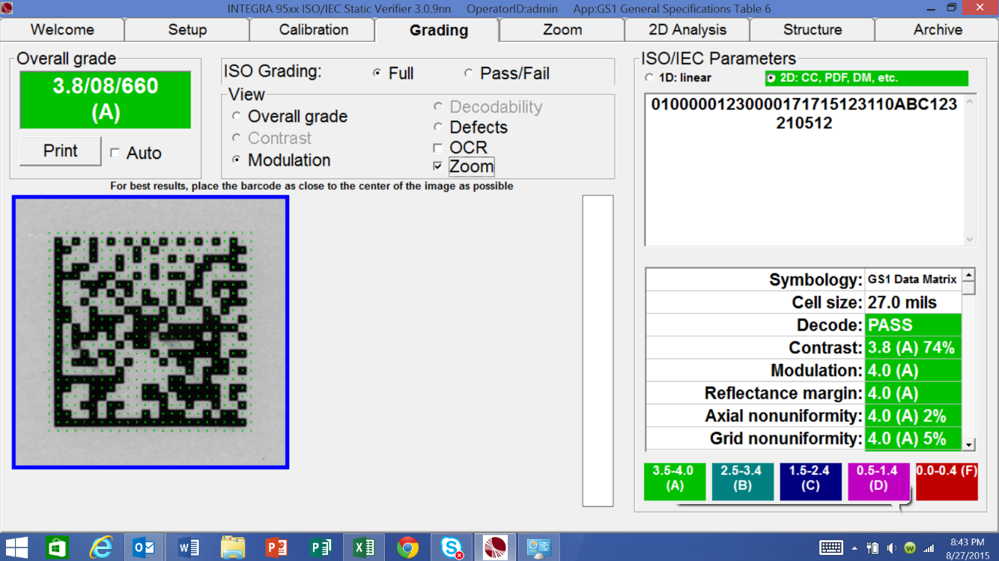 INTEGRA 95xx ISO/IEC Static Verifier 3.0.9nn OperatorID:admin App:GS1 General Specifications Table 6
Welcome Setup Calibration Grading Zoom 2D Analysis Structure Archive
Overall grade
3.8/08/660
(A)
Print Auto
ISO Grading: Full Pass/Fail
View
Overall grade
Contrast
Modulation
Decodability
Defects
OCR
Zoom
For best results, place the barcode as close to the center of the image as possible
ISO/IEC Parameters
1D: linear 2D: CC, PDF, DM, etc.
01000001230000171715123110ABC123
210512
Symbology: GS1 Data Matrix
Cell size: 27.0 mils
Decode: PASS
Contrast: 3.8 (A) 74%
Modulation: 4.0 (A)
Reflectance margin: 4.0 (A)
Axial nonuniformity: 4.0 (A) 2%
Grid nonuniformity: 4.0 (A) 5%
3.5-4.0 2.5-3.4 1.5-2.4 0.5-1.4 0.0-0.4 (F)
(A) (B) (C) (D)
8:43 PM
8/27/2015